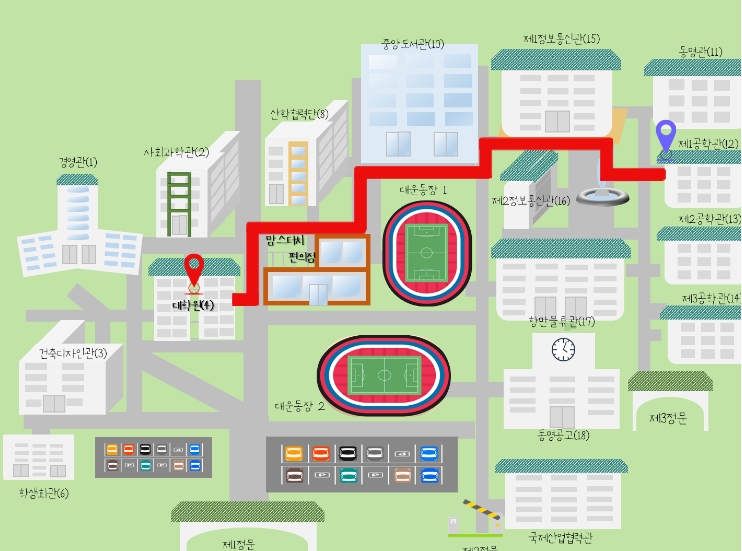 중앙도서관(10)
제1정보통신관(15)
동명관(11)
산학협력단(8)
제1공학관(12)
사회과학관(2)
경영관(1)
대운동장 1
제2정보통신관(16)
제2공학관(13)
맘스터치
편의점
제3공학관(14)
대학원(4)
항만물류관(17)
건축디자인관(3)
대운동장 2
제3정문
동명공고(18)
학생회관(6)
제1정문
국제산업협력관
제2정문